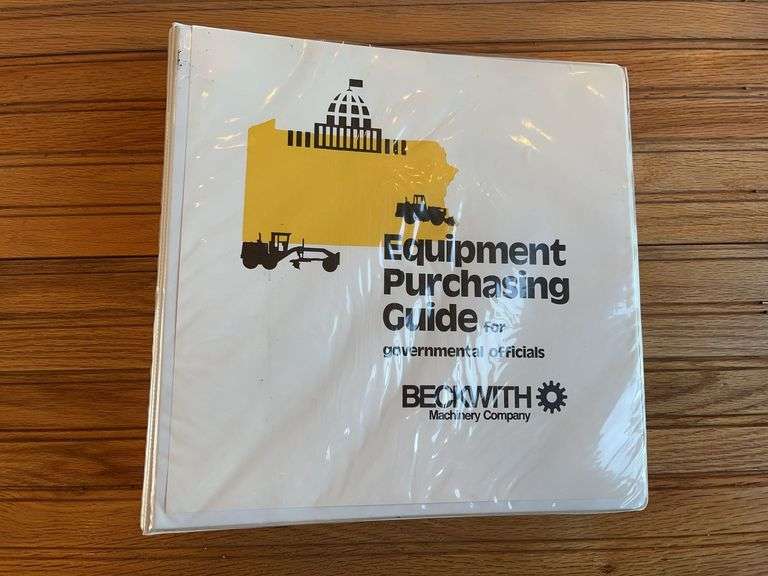 Equipment
Purchasing
Guide for
governmental officials
BECKWITH
Machinery Company